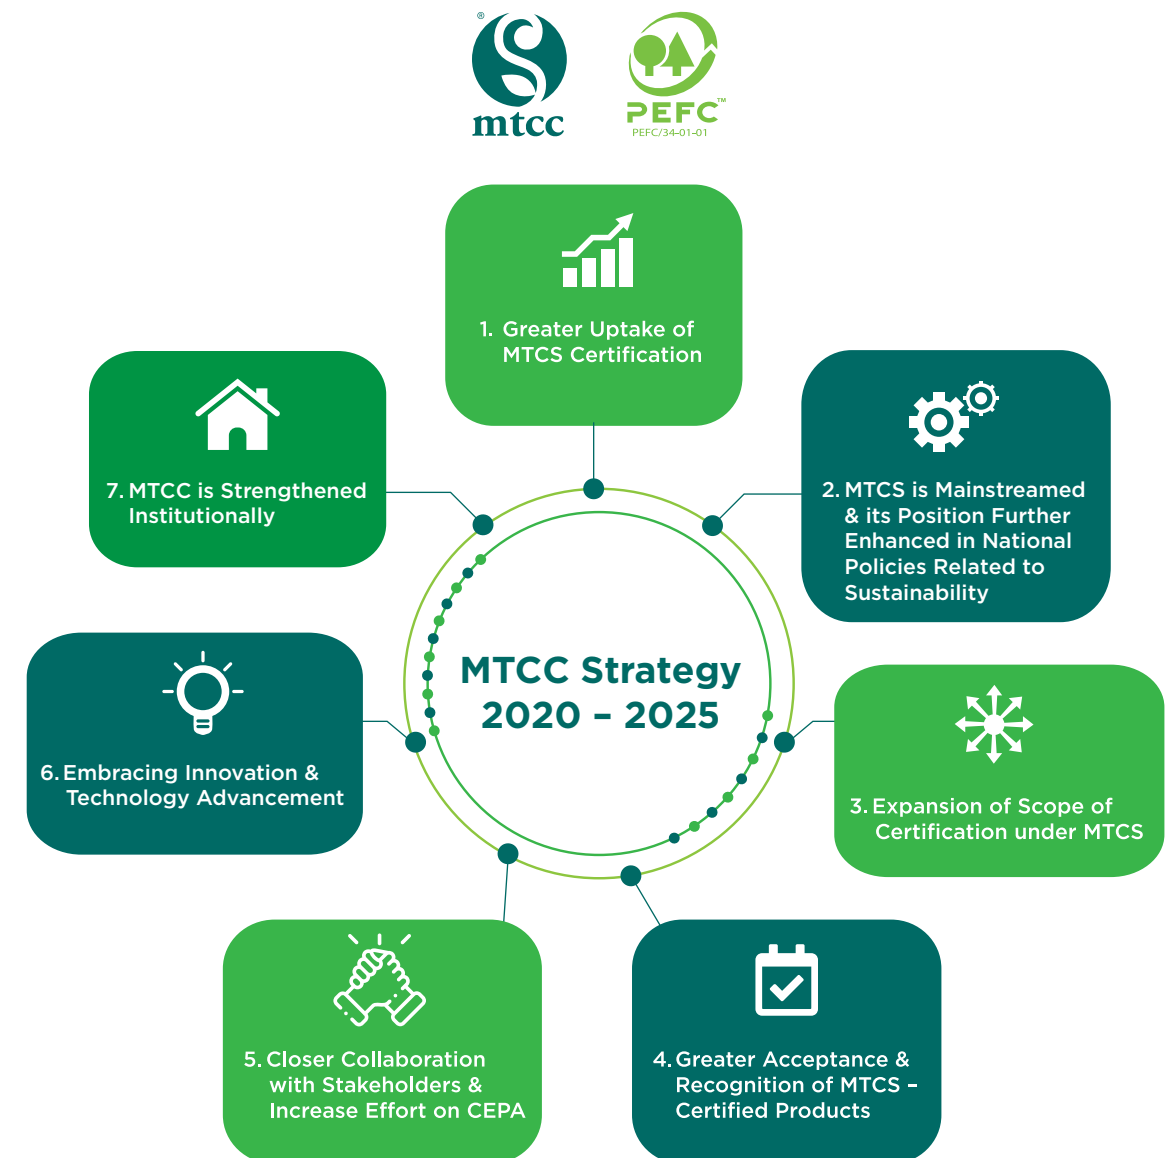 ®
mtcc
PEFC™
PEFC/34-01-01
1. Greater Uptake of
MTCS Certification
2. MTCS is Mainstreamed
& its Position Further
Enhanced in National
Policies Related to
Sustainability
3. Expansion of Scope of
Certification under MTCS
4. Greater Acceptance &
Recognition of MTCS –
Certified Products
5. Closer Collaboration
with Stakeholders &
Increase Effort on CEPA
6. Embracing Innovation &
Technology Advancement
7. MTCC is Strengthened
Institutionally
MTCC Strategy
2020 – 2025